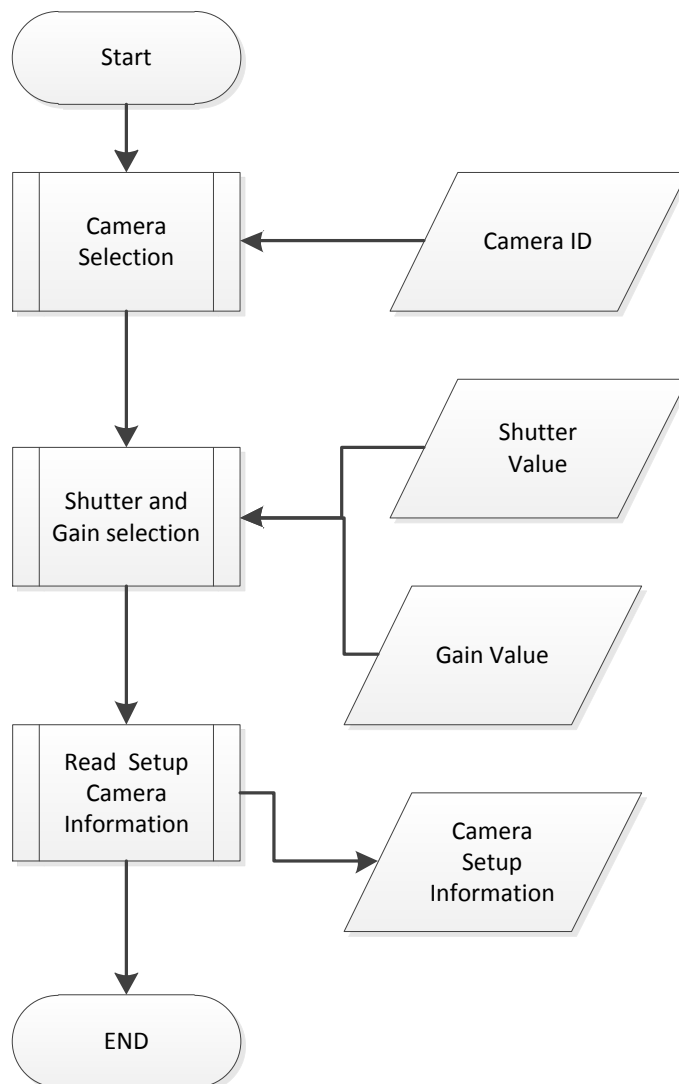 Start
Camera
Selection
Camera ID
Shutter
Value
Shutter and
Gain selection
Gain Value
Read  Setup
Camera
Information
Camera
Setup
Information
END